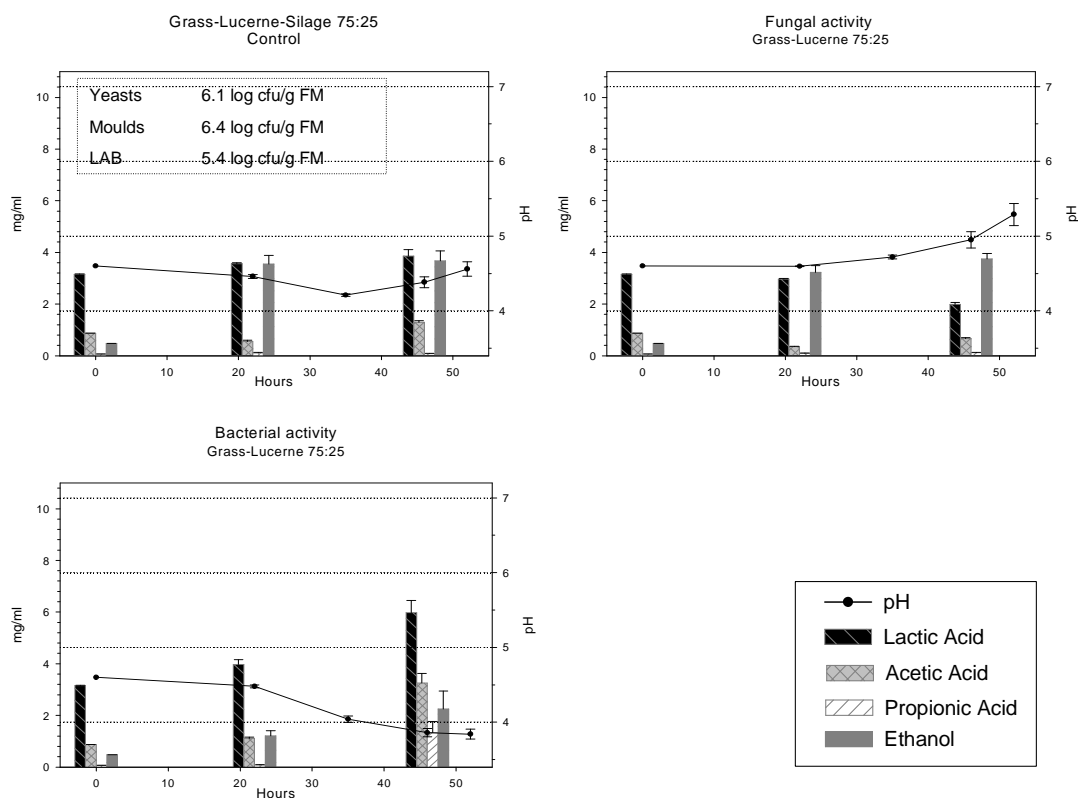 Grass-Lucerne-Silage 75:25
Control
Yeasts 6.1 log cfu/g FM
Moulds 6.4 log cfu/g FM
LAB 5.4 log cfu/g FM
mg/ml
10
8
6
4
2
0
7
6
5
4
pH
0 10 20 30 40 50
Hours
Fungal activity
Grass-Lucerne 75:25
mg/ml
10
8
6
4
2
0
7
6
5
4
pH
0 10 20 30 40 50
Hours
Bacterial activity
Grass-Lucerne 75:25
mg/ml
10
8
6
4
2
0
7
6
5
4
pH
0 10 20 30 40 50
Hours
pH
Lactic Acid
Acetic Acid
Propionic Acid
Ethanol